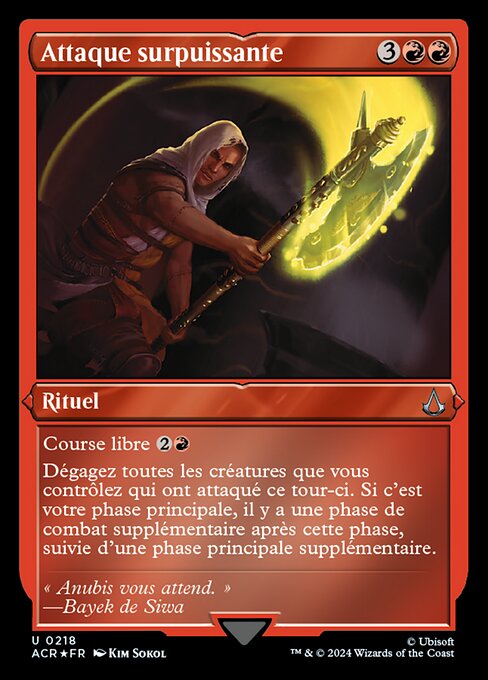 Attaque surpuissante 3
Rituel
Course libre 2
Dégagez toutes les créatures que vous
contrôlez qui ont attaqué ce tour-ci. Si c'est
votre phase principale, il y a une phase de
combat supplémentaire après cette phase,
suivie d'une phase principale supplémentaire.
« Anubis vous attend. »
—Bayek de Siwa
U 0218
ACR★FR Kim Sokol
© Ubisoft
™ & © 2024 Wizards of the Coast